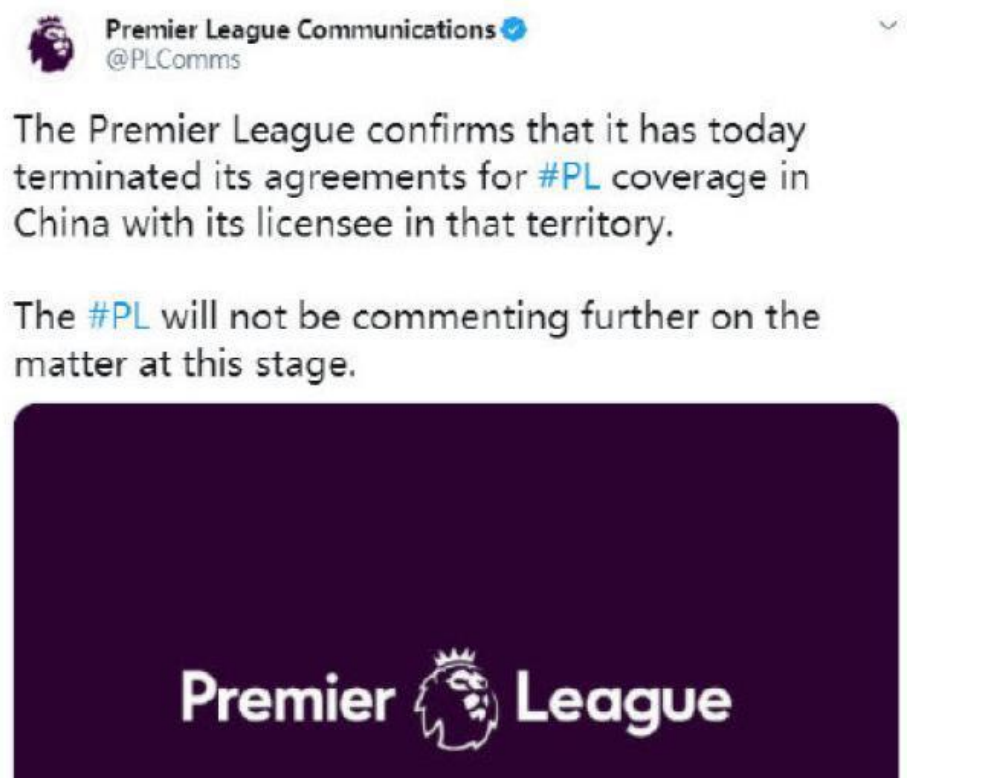 Premier League Communications
@PLComms
The Premier League confirms that it has today
terminated its agreements for #PL coverage in
China with its licensee in that territory.
The #PL will not be commenting further on the
matter at this stage.
Premier League